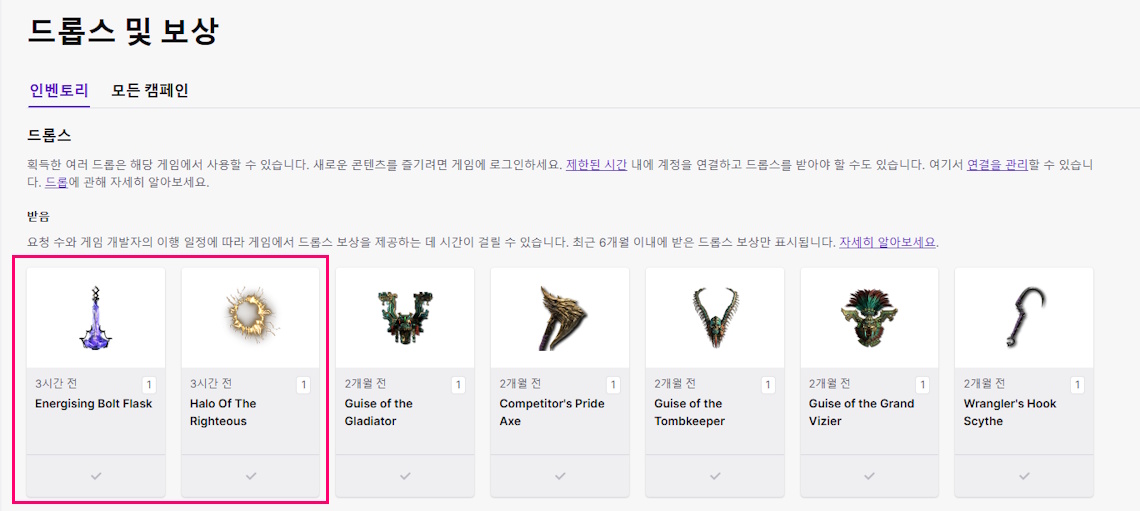 드롭스 및 보상
인벤토리 모든 캠페인
드롭스
획득한 여러 드롭은 해당 게임에서 사용할 수 있습니다. 새로운 콘텐츠를 즐기려면 게임에 로그인하세요. 제한된 시간 내에 계정을 연결하고 드롭스를 받아야 할 수도 있습니다. 여기서 연결을 관리할 수 있습니
다. 드롭에 관해 자세히 알아보세요.
받음
요청 수와 게임 개발자의 이행 일정에 따라 게임에서 드롭스 보상을 제공하는 데 시간이 걸릴 수 있습니다. 최근 6개월 이내에 받은 드롭스 보상만 표시됩니다. 자세히 알아보세요.
3시간 전 1
Energising Bolt Flask
3시간 전 1
Halo Of The
Righteous
2개월 전 1
Guise of the
Gladiator
2개월 전 1
Competitor's Pride
Axe
2개월 전 1
Guise of the
Tombkeeper
2개월 전 1
Guise of the Grand
Vizier
2개월 전 1
Wrangler's Hook
Scythe